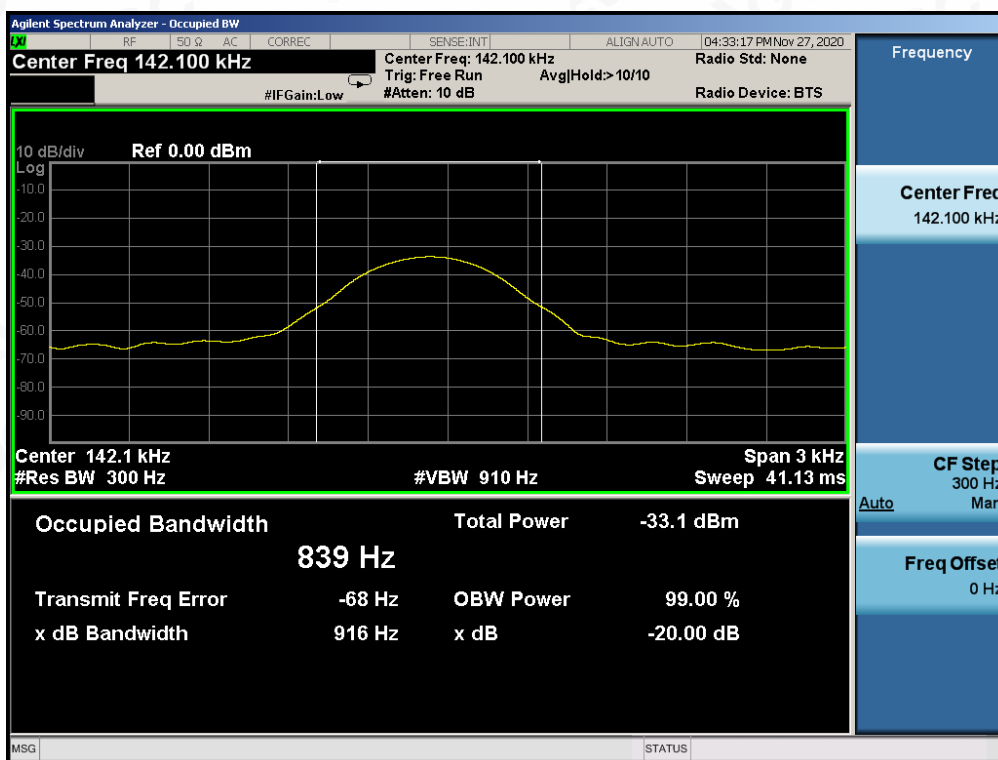 Agilent Spectrum Analyzer - Occupied BW
LXI RF 50 Ω AC CORREC SENSE:INT ALIGNAUTO 04:33:17 PM Nov 27, 2020
Center Freq 142.100 kHz
Center Freq: 142.100 kHz
Radio Std: None
Trig: Free Run Avg|Hold:>10/10
#IFGain:Low
#Atten: 10 dB
Radio Device: BTS
10 dB/div Ref 0.00 dBm
Log
-10.0
-20.0
-30.0
-40.0
-50.0
-60.0
-70.0
-80.0
-90.0
Center 142.1 kHz Span 3 kHz
#Res BW 300 Hz #VBW 910 Hz Sweep 41.13 ms
Occupied Bandwidth Total Power -33.1 dBm
839 Hz
Transmit Freq Error -68 Hz OBW Power 99.00 %
x dB Bandwidth 916 Hz x dB -20.00 dB
MSG STATUS
Frequency
Center Freq
142.100 kHz
CF Step
300 Hz
Auto Man
Freq Offset
0 Hz